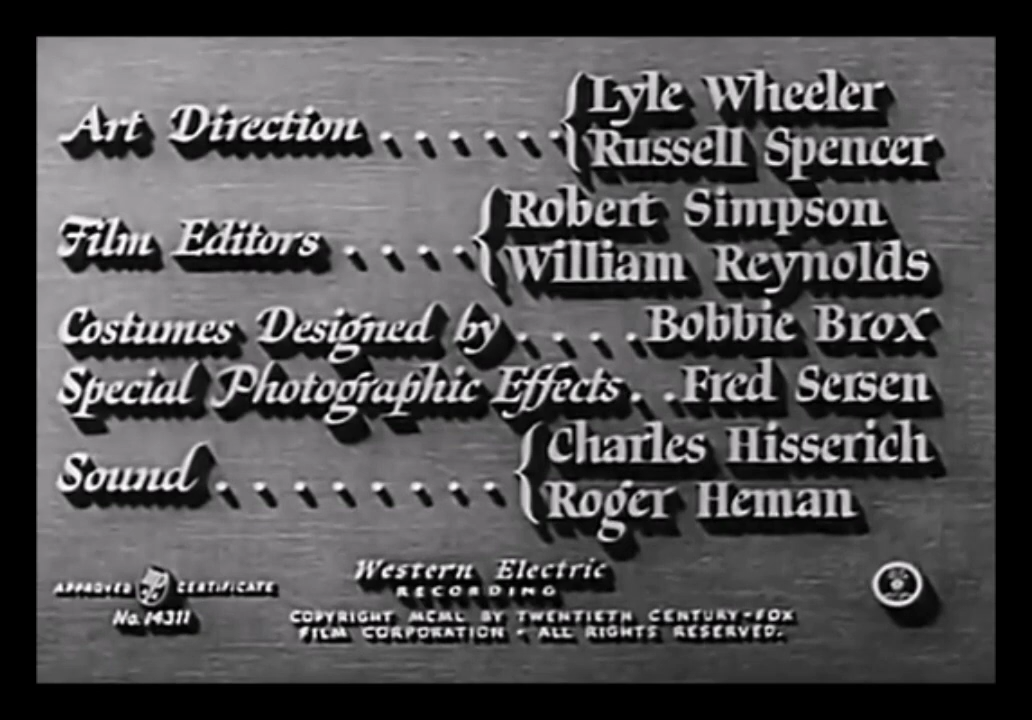 Art Direction . . . . . . { Lyle Wheeler
Russell Spencer
Film Editors . . . . { Robert Simpson
William Reynolds
Costumes Designed by . . . . Bobbie Brox
Special Photographic Effects . . Fred Sersen
Sound . . . . . . . . { Charles Hisserich
Roger Heman
APPROVED CERTIFICATE
No. 14311
Western Electric
RECORDING
COPYRIGHT MCML BY TWENTIETH CENTURY-FOX
FILM CORPORATION - ALL RIGHTS RESERVED.